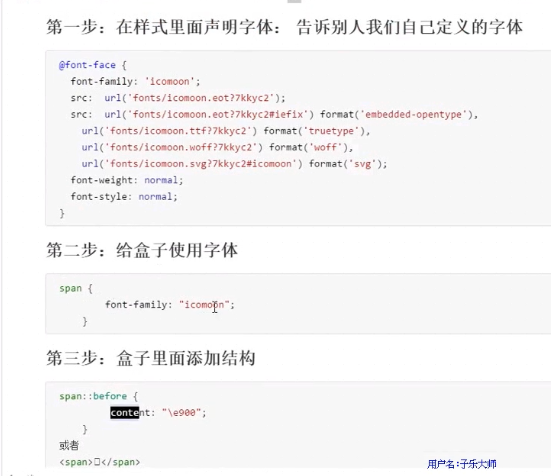 第一步：在样式里面声明字体： 告诉别人我们自己定义的字体
@font-face {
  font-family: 'icomoon';
  src:  url('fonts/icomoon.eot?7kkyc2');
  src:  url('fonts/icomoon.eot?7kkyc2#iefix') format('embedded-opentype'),
    url('fonts/icomoon.ttf?7kkyc2') format('truetype'),
    url('fonts/icomoon.woff?7kkyc2') format('woff'),
    url('fonts/icomoon.svg?7kkyc2#icomoon') format('svg');
  font-weight: normal;
  font-style: normal;
}
第二步：给盒子使用字体
span {
        font-family: "icomoon";
    }
第三步：盒子里面添加结构
span::before {
         content: "\e900";
    }
或者
<span></span>
用户名:子乐大师